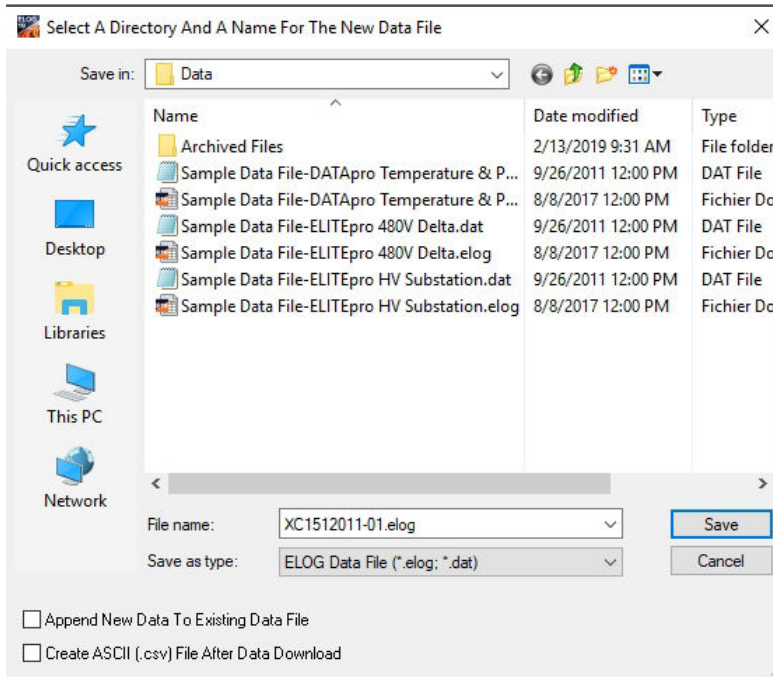 Select A Directory And A Name For The New Data File
Save in: Data
Name Date modified Type
Archived Files 2/13/2019 9:31 AM File folder
Sample Data File-DATApro Temperature & P... 9/26/2011 12:00 PM DAT File
Sample Data File-DATApro Temperature & P... 8/8/2017 12:00 PM Fichier Do
Sample Data File-ELITEpro 480V Delta.dat 9/26/2011 12:00 PM DAT File
Sample Data File-ELITEpro 480V Delta.elog 8/8/2017 12:00 PM Fichier Do
Sample Data File-ELITEpro HV Substation.dat 9/26/2011 12:00 PM DAT File
Sample Data File-ELITEpro HV Substation.elog 8/8/2017 12:00 PM Fichier Do
Quick access
Desktop
Libraries
This PC
Network
File name: XC1512011-01.elog Save
Save as type: ELOG Data File (*.elog; *.dat) Cancel
Append New Data To Existing Data File
Create ASCII (.csv) File After Data Download